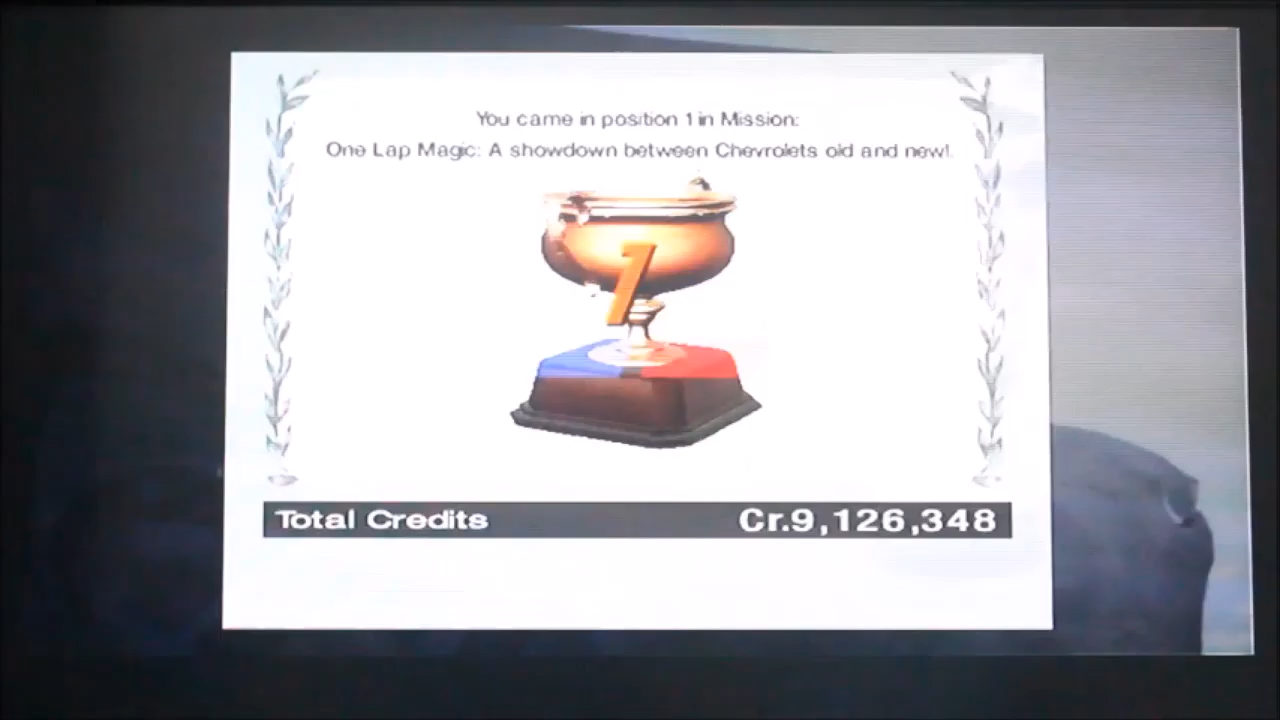 You came in position 1 in Mission:
One Lap Magic: A showdown between Chevrolets old and new!.
1
Total Credits Cr.9,126,348